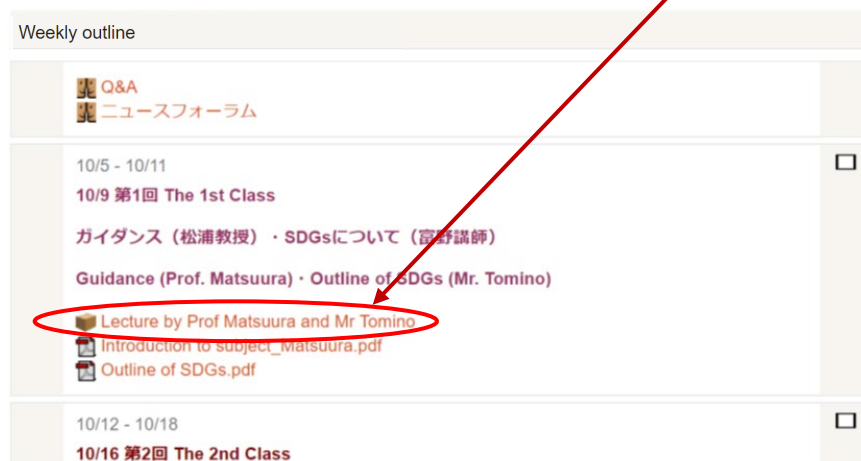 Weekly outline
Q&A
ニュースフォーラム
10/5 - 10/11
10/9 第1回 The 1st Class
ガイダンス（松浦教授）・SDGsについて（富野講師）
Guidance (Prof. Matsuura)・Outline of SDGs (Mr. Tomino)
Lecture by Prof Matsuura and Mr Tomino
Introduction to subject_Matsuura.pdf
Outline of SDGs.pdf
10/12 - 10/18
10/16 第2回 The 2nd Class